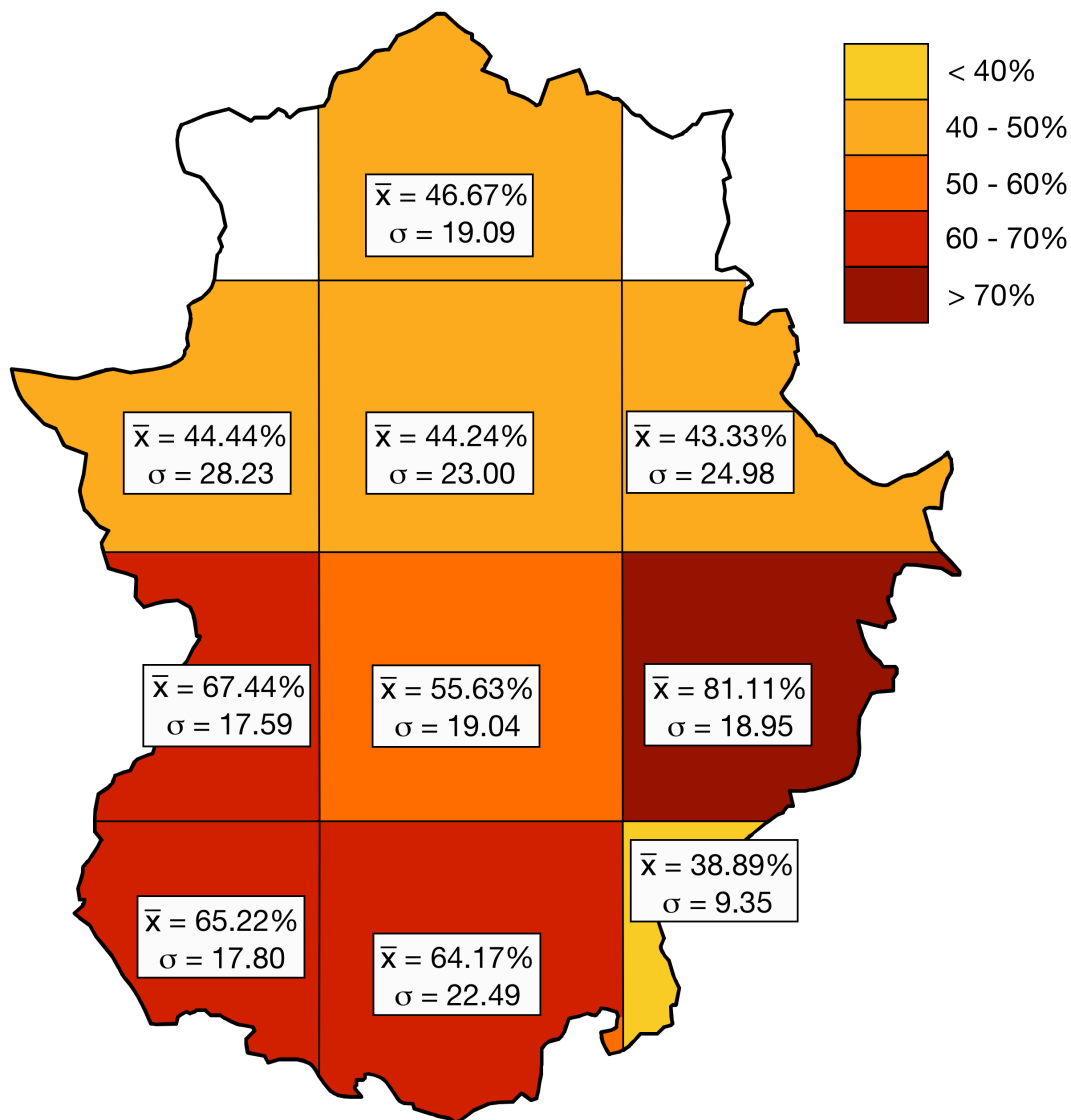 < 40%
40 - 50%
50 - 60%
60 - 70%
> 70%
x̅ = 46.67%
σ = 19.09
x̅ = 44.44%
σ = 28.23
x̅ = 44.24%
σ = 23.00
x̅ = 43.33%
σ = 24.98
x̅ = 67.44%
σ = 17.59
x̅ = 55.63%
σ = 19.04
x̅ = 81.11%
σ = 18.95
x̅ = 65.22%
σ = 17.80
x̅ = 64.17%
σ = 22.49
x̅ = 38.89%
σ = 9.35